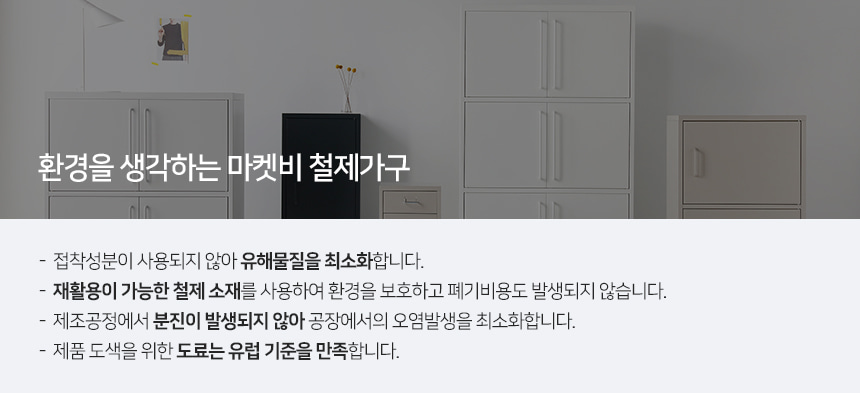 환경을 생각하는 마켓비 철제가구
- 접착성분이 사용되지 않아 유해물질을 최소화합니다.
- 재활용이 가능한 철제 소재를 사용하여 환경을 보호하고 폐기비용도 발생되지 않습니다.
- 제조공정에서 분진이 발생되지 않아 공장에서의 오염발생을 최소화합니다.
- 제품 도색을 위한 도료는 유럽 기준을 만족합니다.